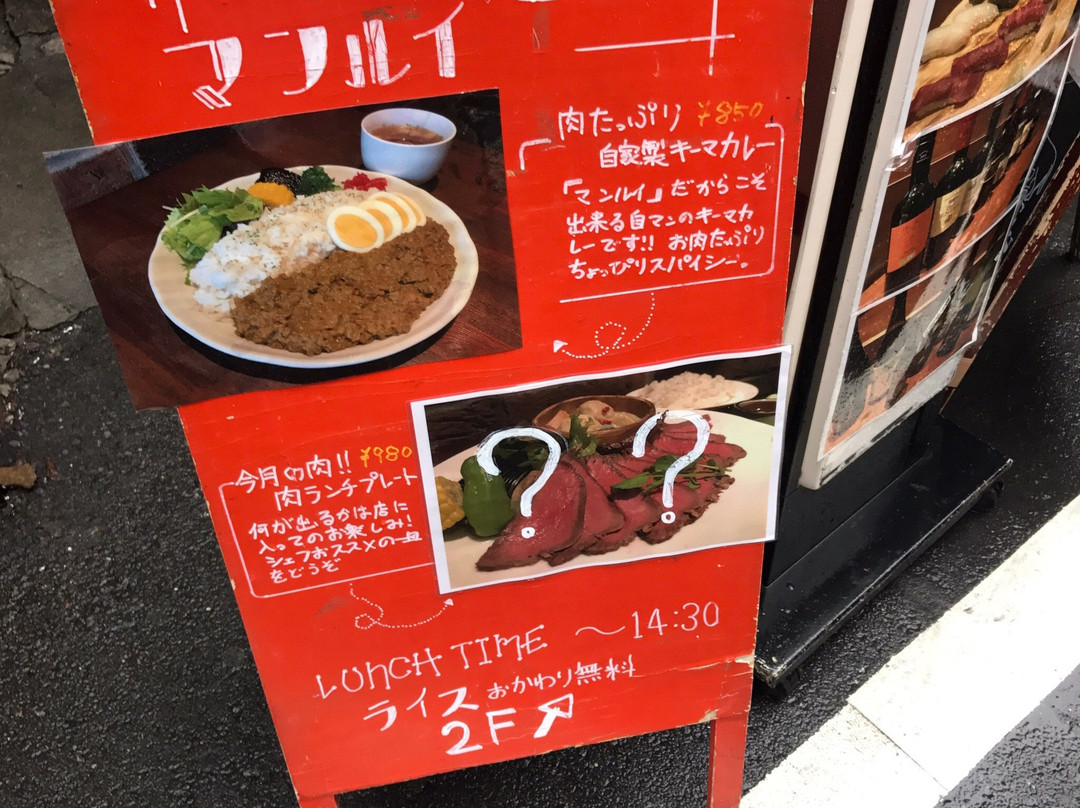 マンルイ
肉たっぷり ¥850
自家製キーマカレー
「マンルイ」だからこそ
出来る自マンのキーマカ
レーです!! お肉たっぷり
ちょっぴりスパイシー。
今月の肉!! ¥980
肉ランチプレート
何が出るかは店に
入ってのお楽しみ!
シェフおススメの一皿
をどうぞ
? ?
LUNCH TIME ～14:30
ライス おかわり無料
2F